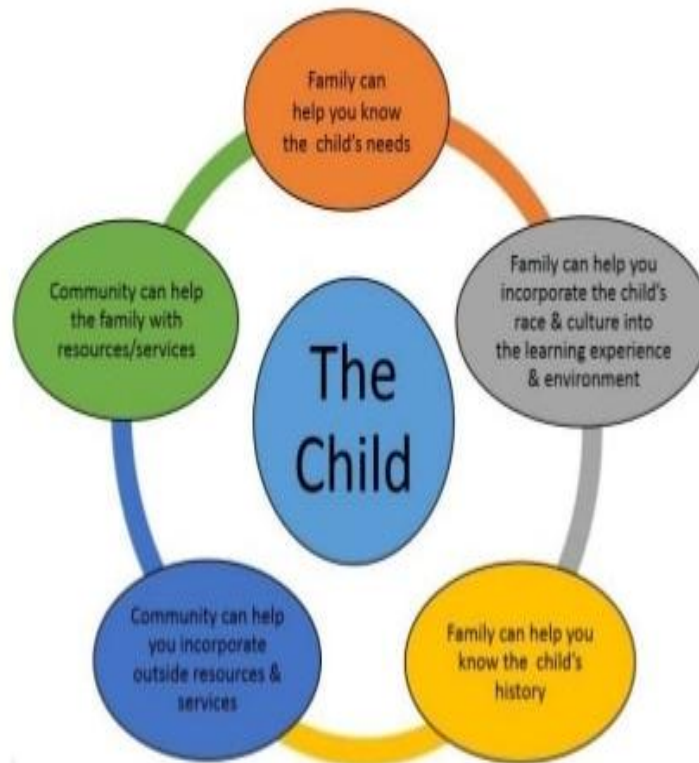 Family can
help you know
the child's needs
Family can help you
incorporate the child's
race & culture into
the learning experience
& environment
Family can help you
know the child's
history
Community can help
you incorporate
outside resources &
services
Community can help
the family with
resources/services
The
Child